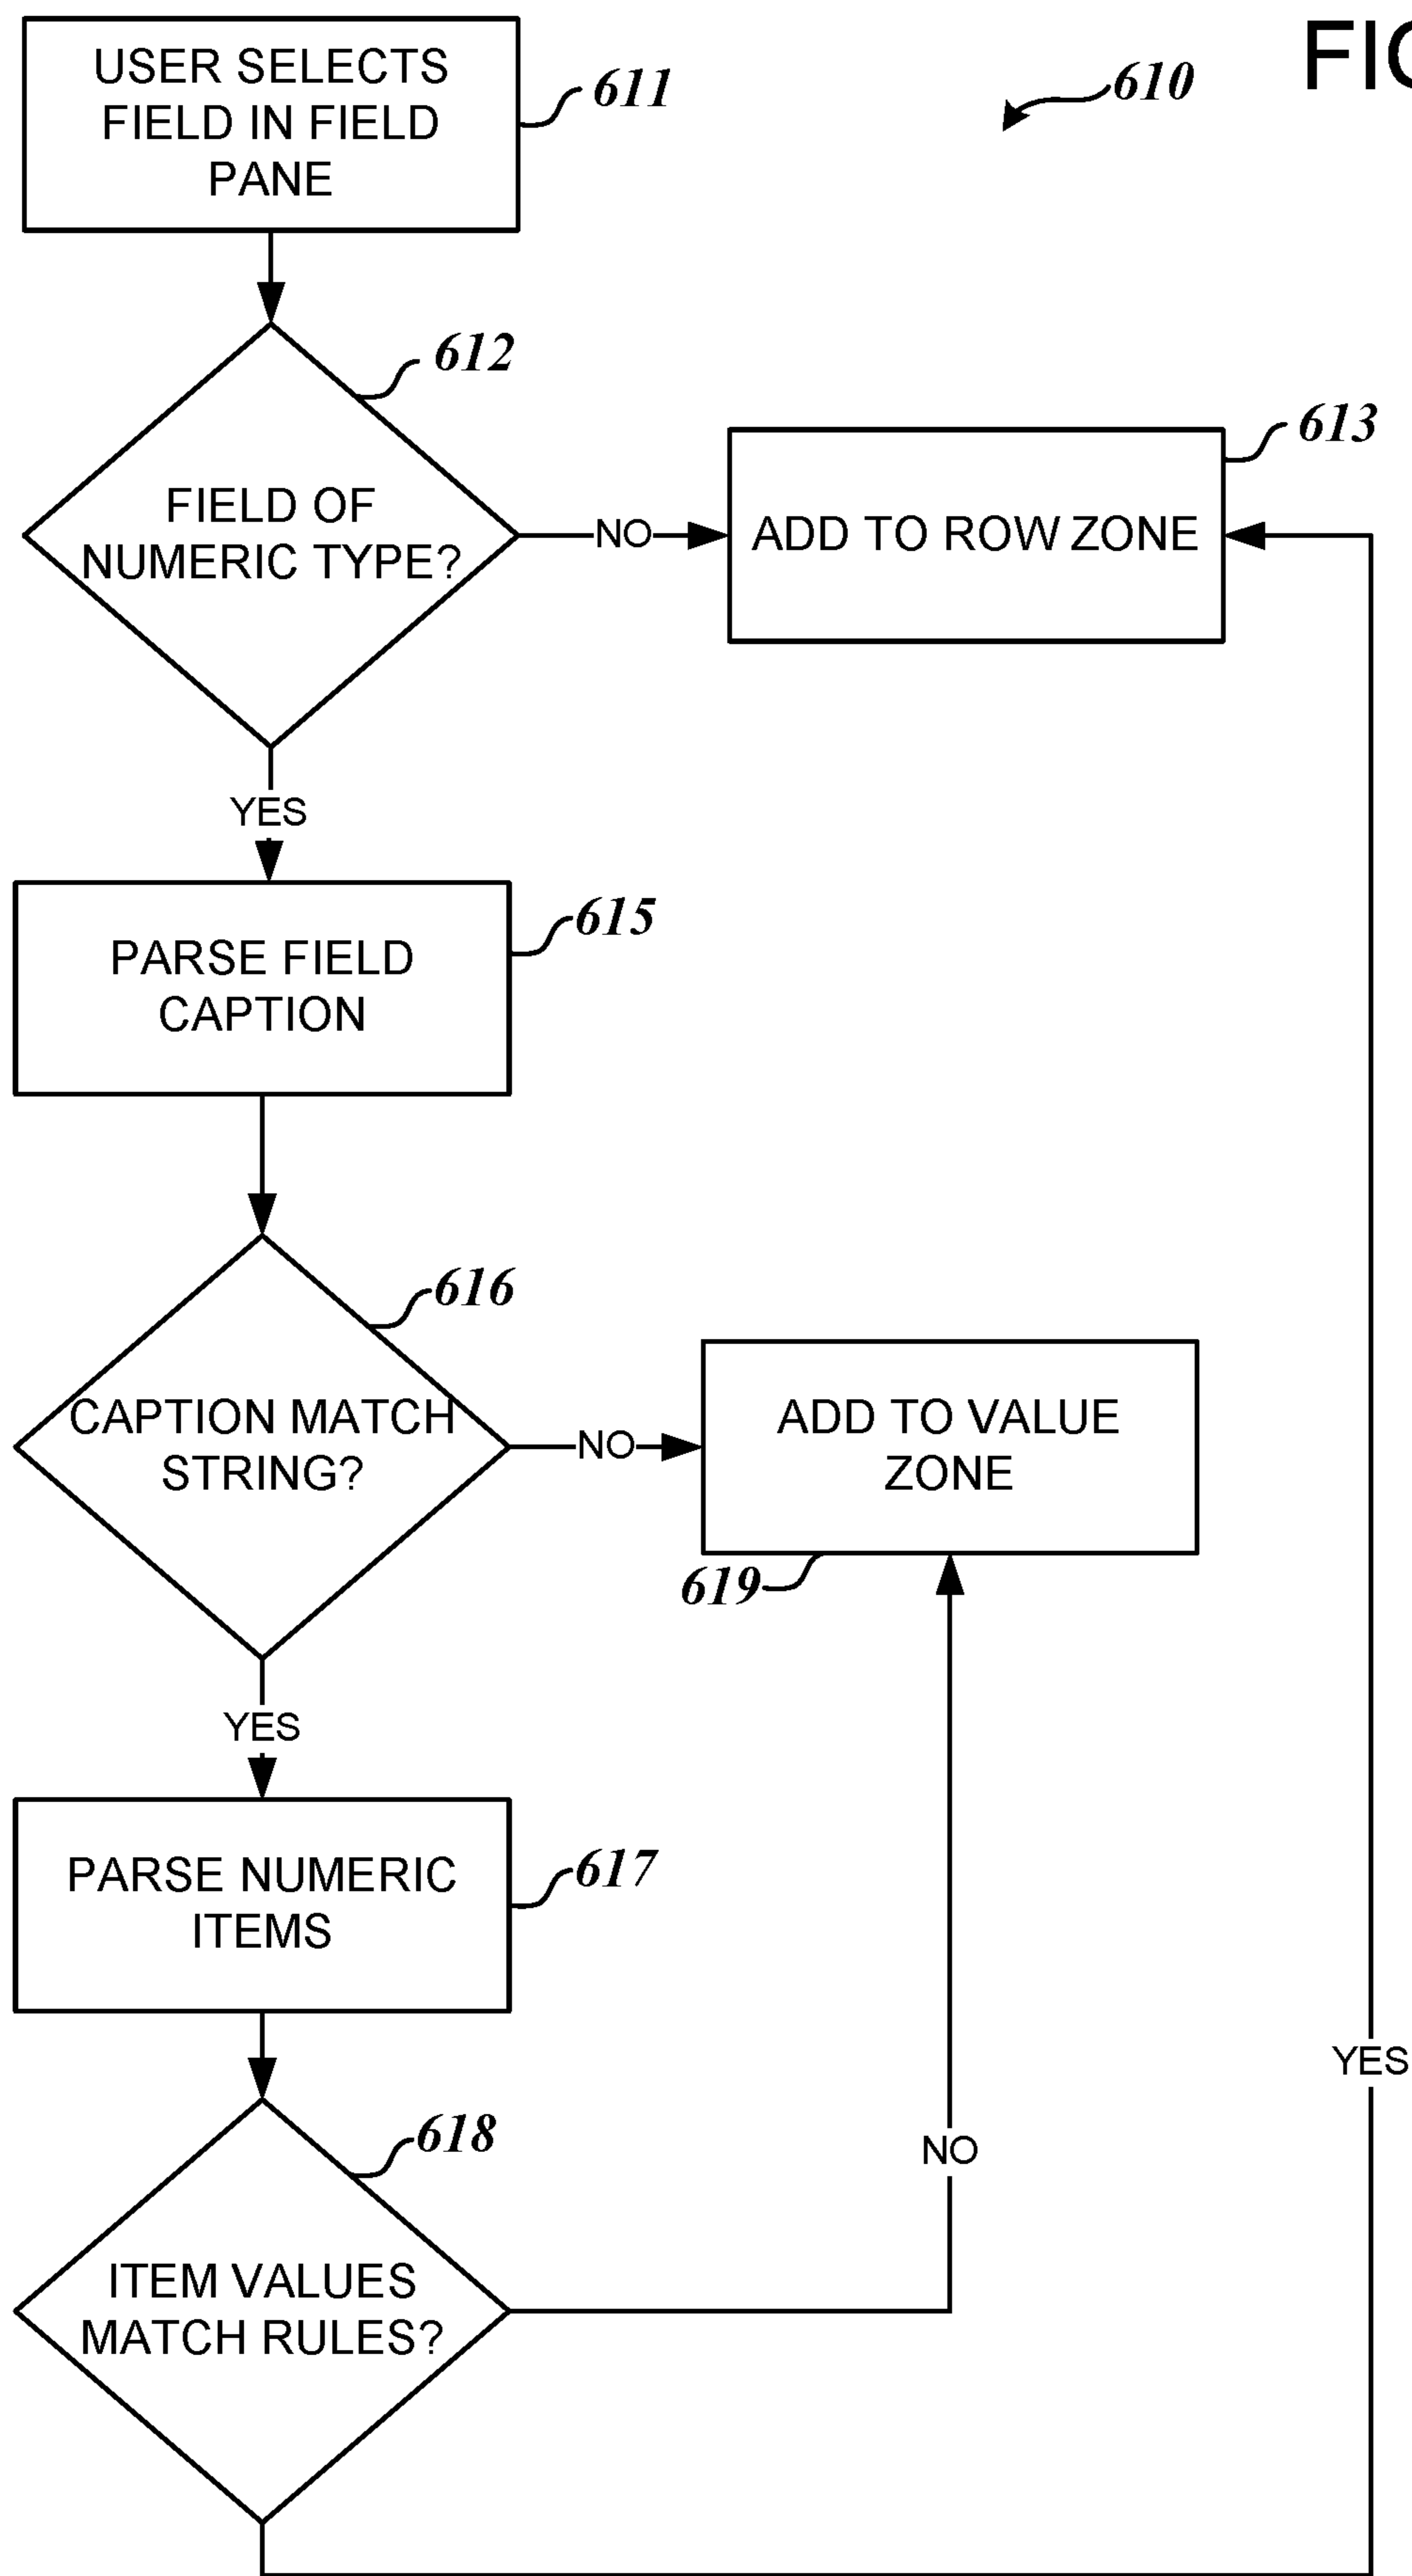 FIG
610
USER SELECTS
FIELD IN FIELD
PANE
611
612
FIELD OF
NUMERIC TYPE?
NO
613
ADD TO ROW ZONE
YES
615
PARSE FIELD
CAPTION
616
CAPTION MATCH
STRING?
NO
ADD TO VALUE
ZONE
619
YES
617
PARSE NUMERIC
ITEMS
618
ITEM VALUES
MATCH RULES?
NO
YES